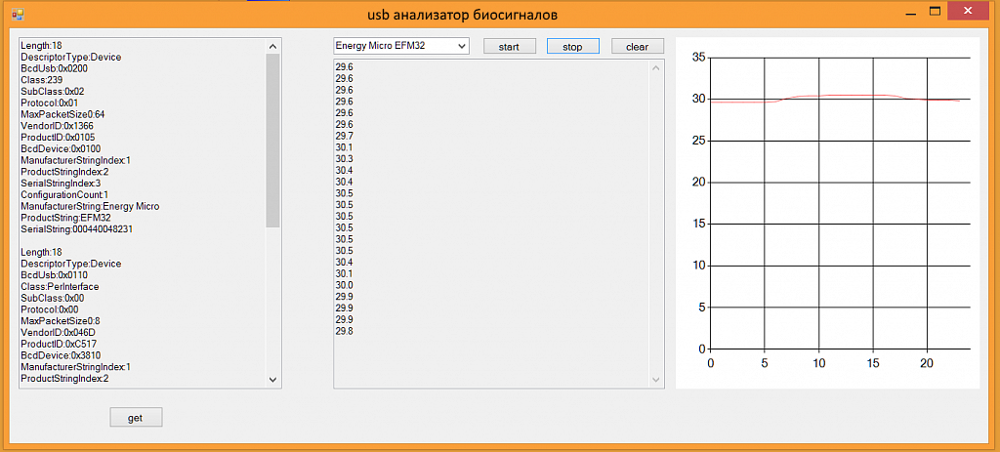 usb анализатор биосигналов
Length:18
DescriptorType:Device
BcdUsb:0x0200
Class:239
SubClass:0x02
Protocol:0x01
MaxPacketSize0:64
VendorID:0x1366
ProductID:0x0105
BcdDevice:0x0100
ManufacturerStringIndex:1
ProductStringIndex:2
SerialStringIndex:3
ConfigurationCount:1
ManufacturerString:Energy Micro
ProductString:EFM32
SerialString:000440048231
Length:18
DescriptorType:Device
BcdUsb:0x0110
Class:PerInterface
SubClass:0x00
Protocol:0x00
MaxPacketSize0:8
VendorID:0x046D
ProductID:0xC517
BcdDevice:0x3810
ManufacturerStringIndex:1
ProductStringIndex:2
get
Energy Micro EFM32
start
stop
clear
29.6
29.6
29.6
29.6
29.6
29.6
29.7
30.1
30.3
30.4
30.4
30.5
30.5
30.5
30.5
30.5
30.5
30.4
30.1
30.0
29.9
29.9
29.9
29.8
35
30
25
20
15
10
5
0
0 5 10 15 20